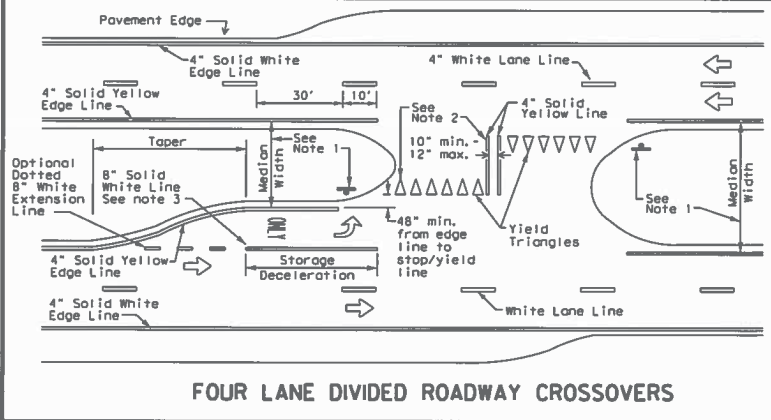 Pavement Edge
4" Solid White
Edge Line
4" White Lane Line
4" Solid Yellow
Edge Line
30'
10'
See
Note 2
4" Solid
Yellow Line
Taper
See
Note 1
10" min.
12" max.
Optional
Dotted
8" White
Extension
Line
8" Solid
White Line
See note 3
Median
Width
See
Note 1
Median
Width
ONLY
48" min.
from edge
line to
stop/yield
line
Yield
Triangles
4" Solid Yellow
Edge Line
Storage
Deceleration
4" Solid White
Edge Line
White Lane Line
FOUR LANE DIVIDED ROADWAY CROSSOVERS